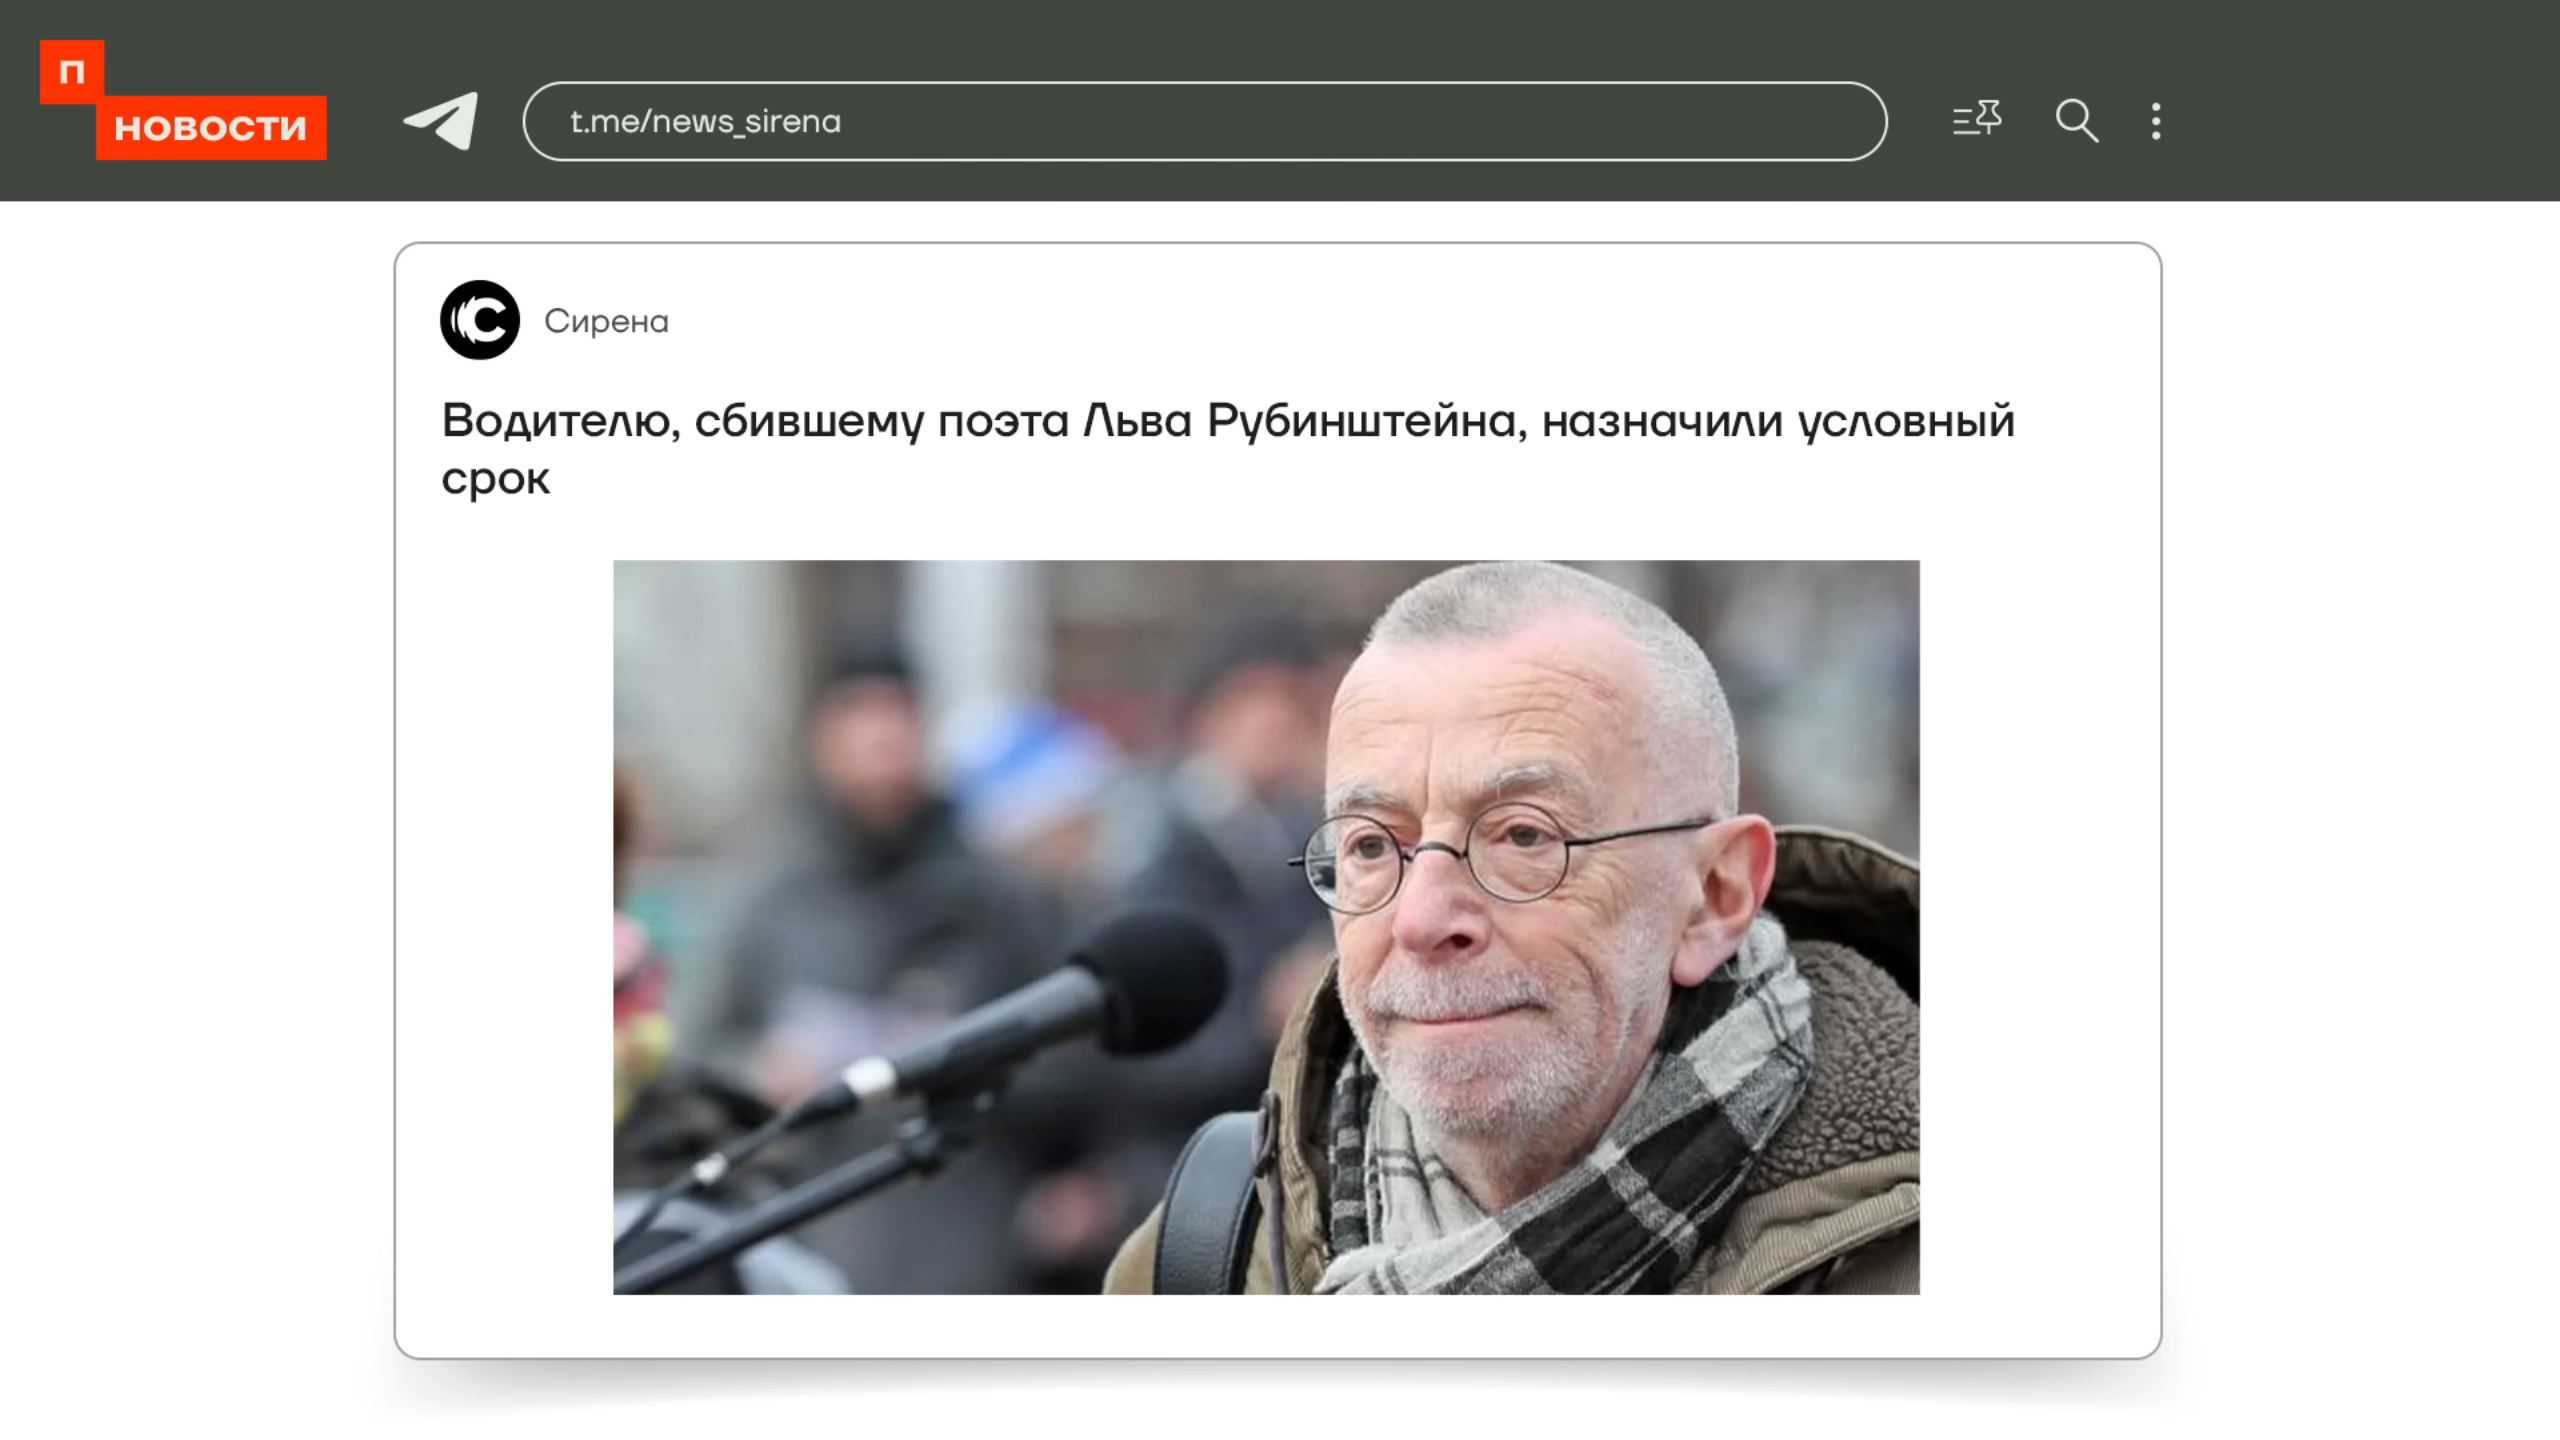 П
НОВОСТИ
t.me/news_sirena
Сирена
Водителю, сбившему поэта Льва Рубинштейна, назначили условный
срок